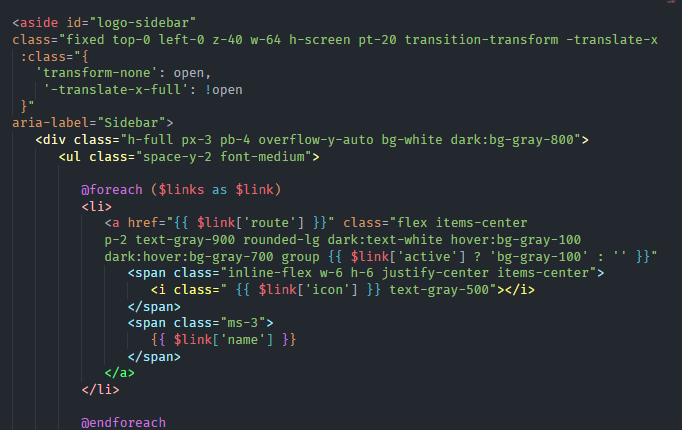 <aside id="logo-sidebar"
class="fixed top-0 left-0 z-40 w-64 h-screen pt-20 transition-transform -translate-x
:class="{
'transform-none': open,
'-translate-x-full': !open
}"
aria-label="Sidebar">
<div class="h-full px-3 pb-4 overflow-y-auto bg-white dark:bg-gray-800">
<ul class="space-y-2 font-medium">
@foreach ($links as $link)
<li>
<a href="{{ $link['route'] }}" class="flex items-center
p-2 text-gray-900 rounded-lg dark:text-white hover:bg-gray-100
dark:hover:bg-gray-700 group {{ $link['active'] ? 'bg-gray-100' : '' }}"
<span class="inline-flex w-6 h-6 justify-center items-center">
<i class=" {{ $link['icon'] }} text-gray-500"></i>
</span>
<span class="ms-3">
{{ $link['name'] }}
</span>
</a>
</li>
@endforeach